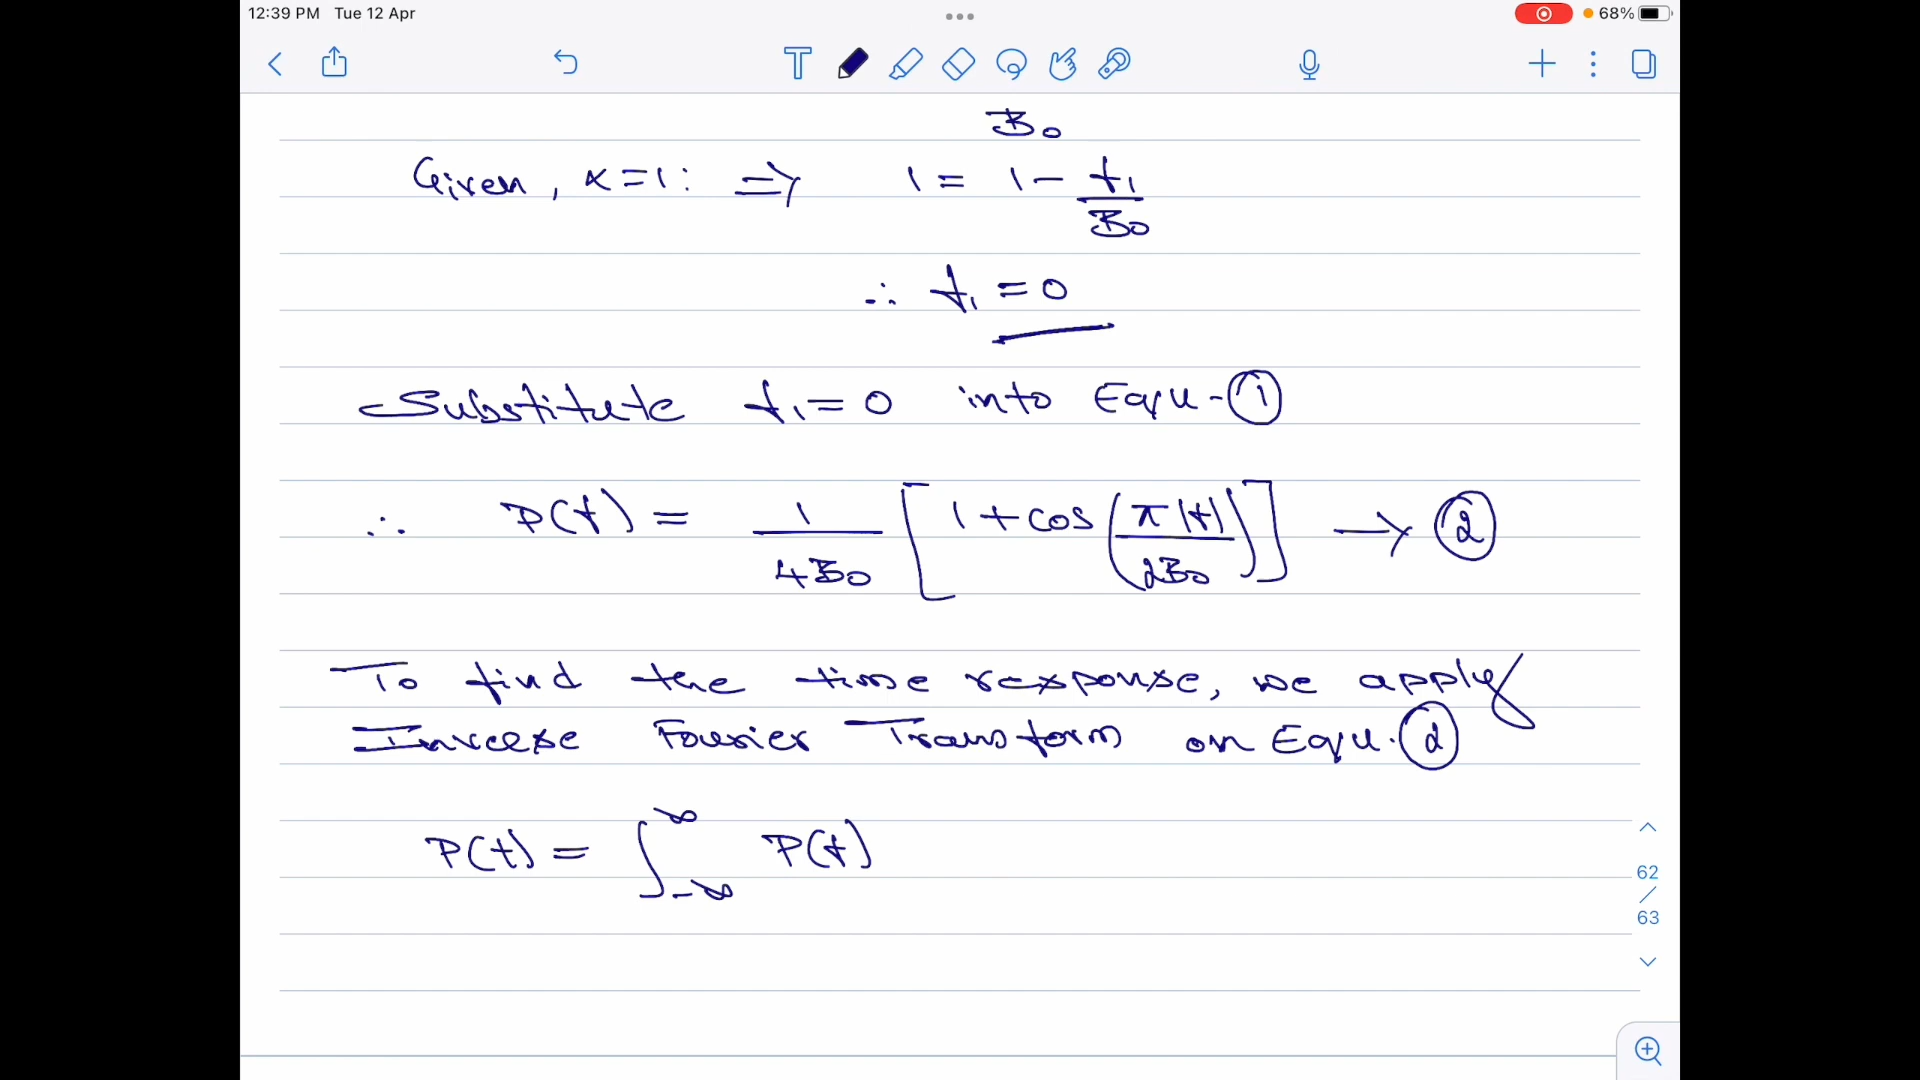 12:39 PM Tue 12 Apr
68%
B₀
Given, α=1: ⇒ 1 = 1 - f₁/B₀
∴ f₁ = 0
Substitute f₁ = 0 into Equ-①
∴ P(f) = 1/4B₀ [1 + cos(π|f|/2B₀)] → ②
To find the time response, we apply
Inverse Fourier Transform on Equ.②
P(t) = ∫_{-∞}^{∞} P(f)
62
/
63